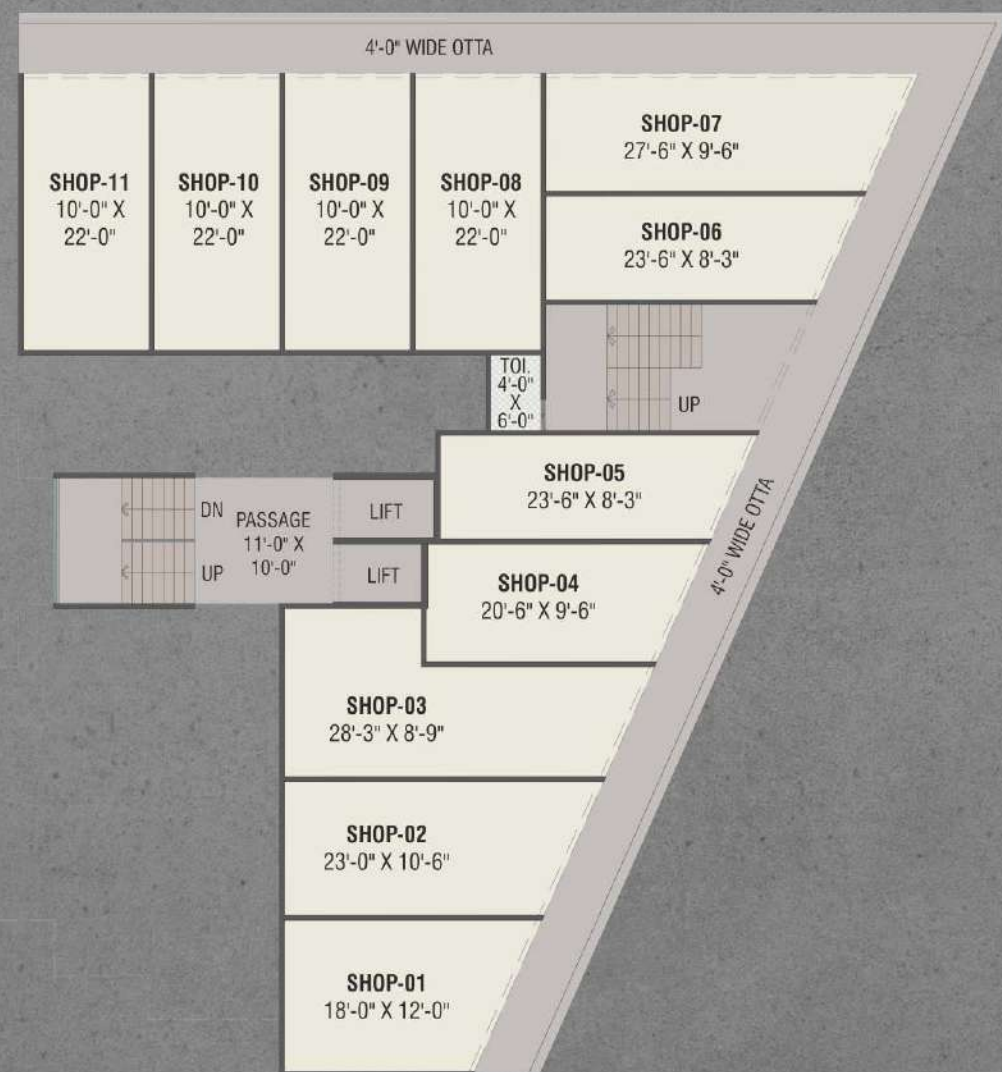 4'-0" WIDE OTTA
SHOP-11
10'-0" X
22'-0"
SHOP-10
10'-0" X
22'-0"
SHOP-09
10'-0" X
22'-0"
SHOP-08
10'-0" X
22'-0"
SHOP-07
27'-6" X 9'-6"
SHOP-06
23'-6" X 8'-3"
TOI.
4'-0"
X
6'-0"
UP
SHOP-05
23'-6" X 8'-3"
4'-0" WIDE OTTA
DN
UP
PASSAGE
11'-0" X
10'-0"
LIFT
LIFT
SHOP-04
20'-6" X 9'-6"
SHOP-03
28'-3" X 8'-9"
SHOP-02
23'-0" X 10'-6"
SHOP-01
18'-0" X 12'-0"